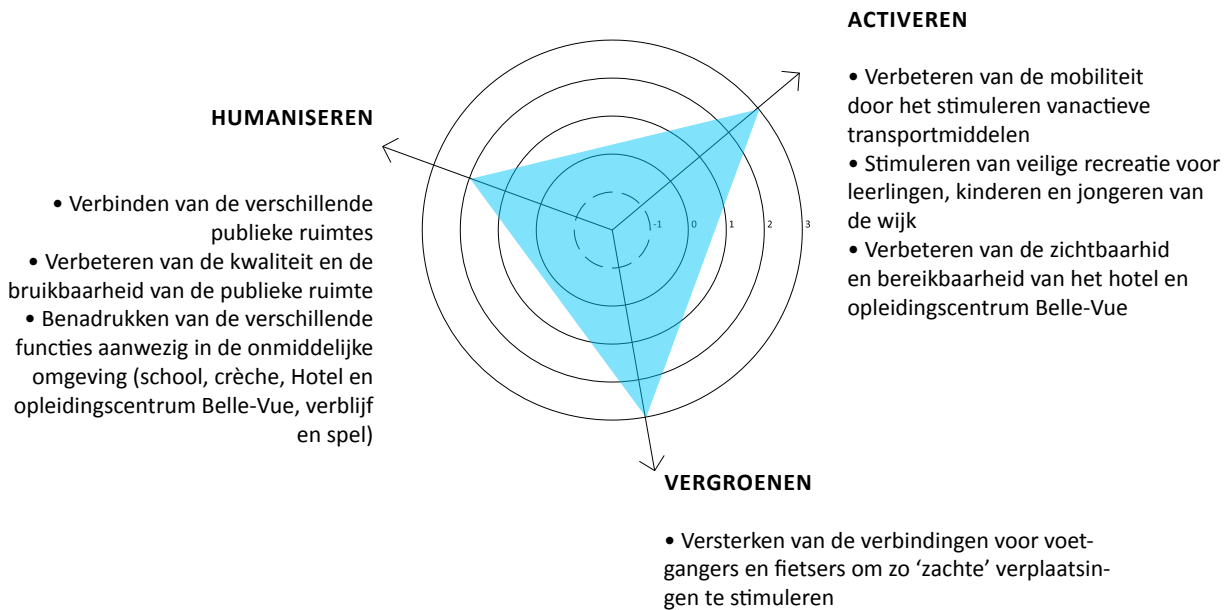 HUMANISEREN
• Verbinden van de verschillende
publieke ruimtes
• Verbeteren van de kwaliteit en de
bruikbaarheid van de publieke ruimte
• Benadrukken van de verschillende
functies aanwezig in de onmiddelijke
omgeving (school, crèche, Hotel en
opleidingscentrum Belle-Vue, verblijf
en spel)
-1 0 1 2 3
ACTIVEREN
• Verbeteren van de mobiliteit
door het stimuleren vanactieve
transportmiddelen
• Stimuleren van veilige recreatie voor
leerlingen, kinderen en jongeren van
de wijk
• Verbeteren van de zichtbaarhid
en bereikbaarheid van het hotel en
opleidingscentrum Belle-Vue
VERGROENEN
• Versterken van de verbindingen voor voet-
gangers en fietsers om zo ‘zachte’ verplaatsin-
gen te stimuleren